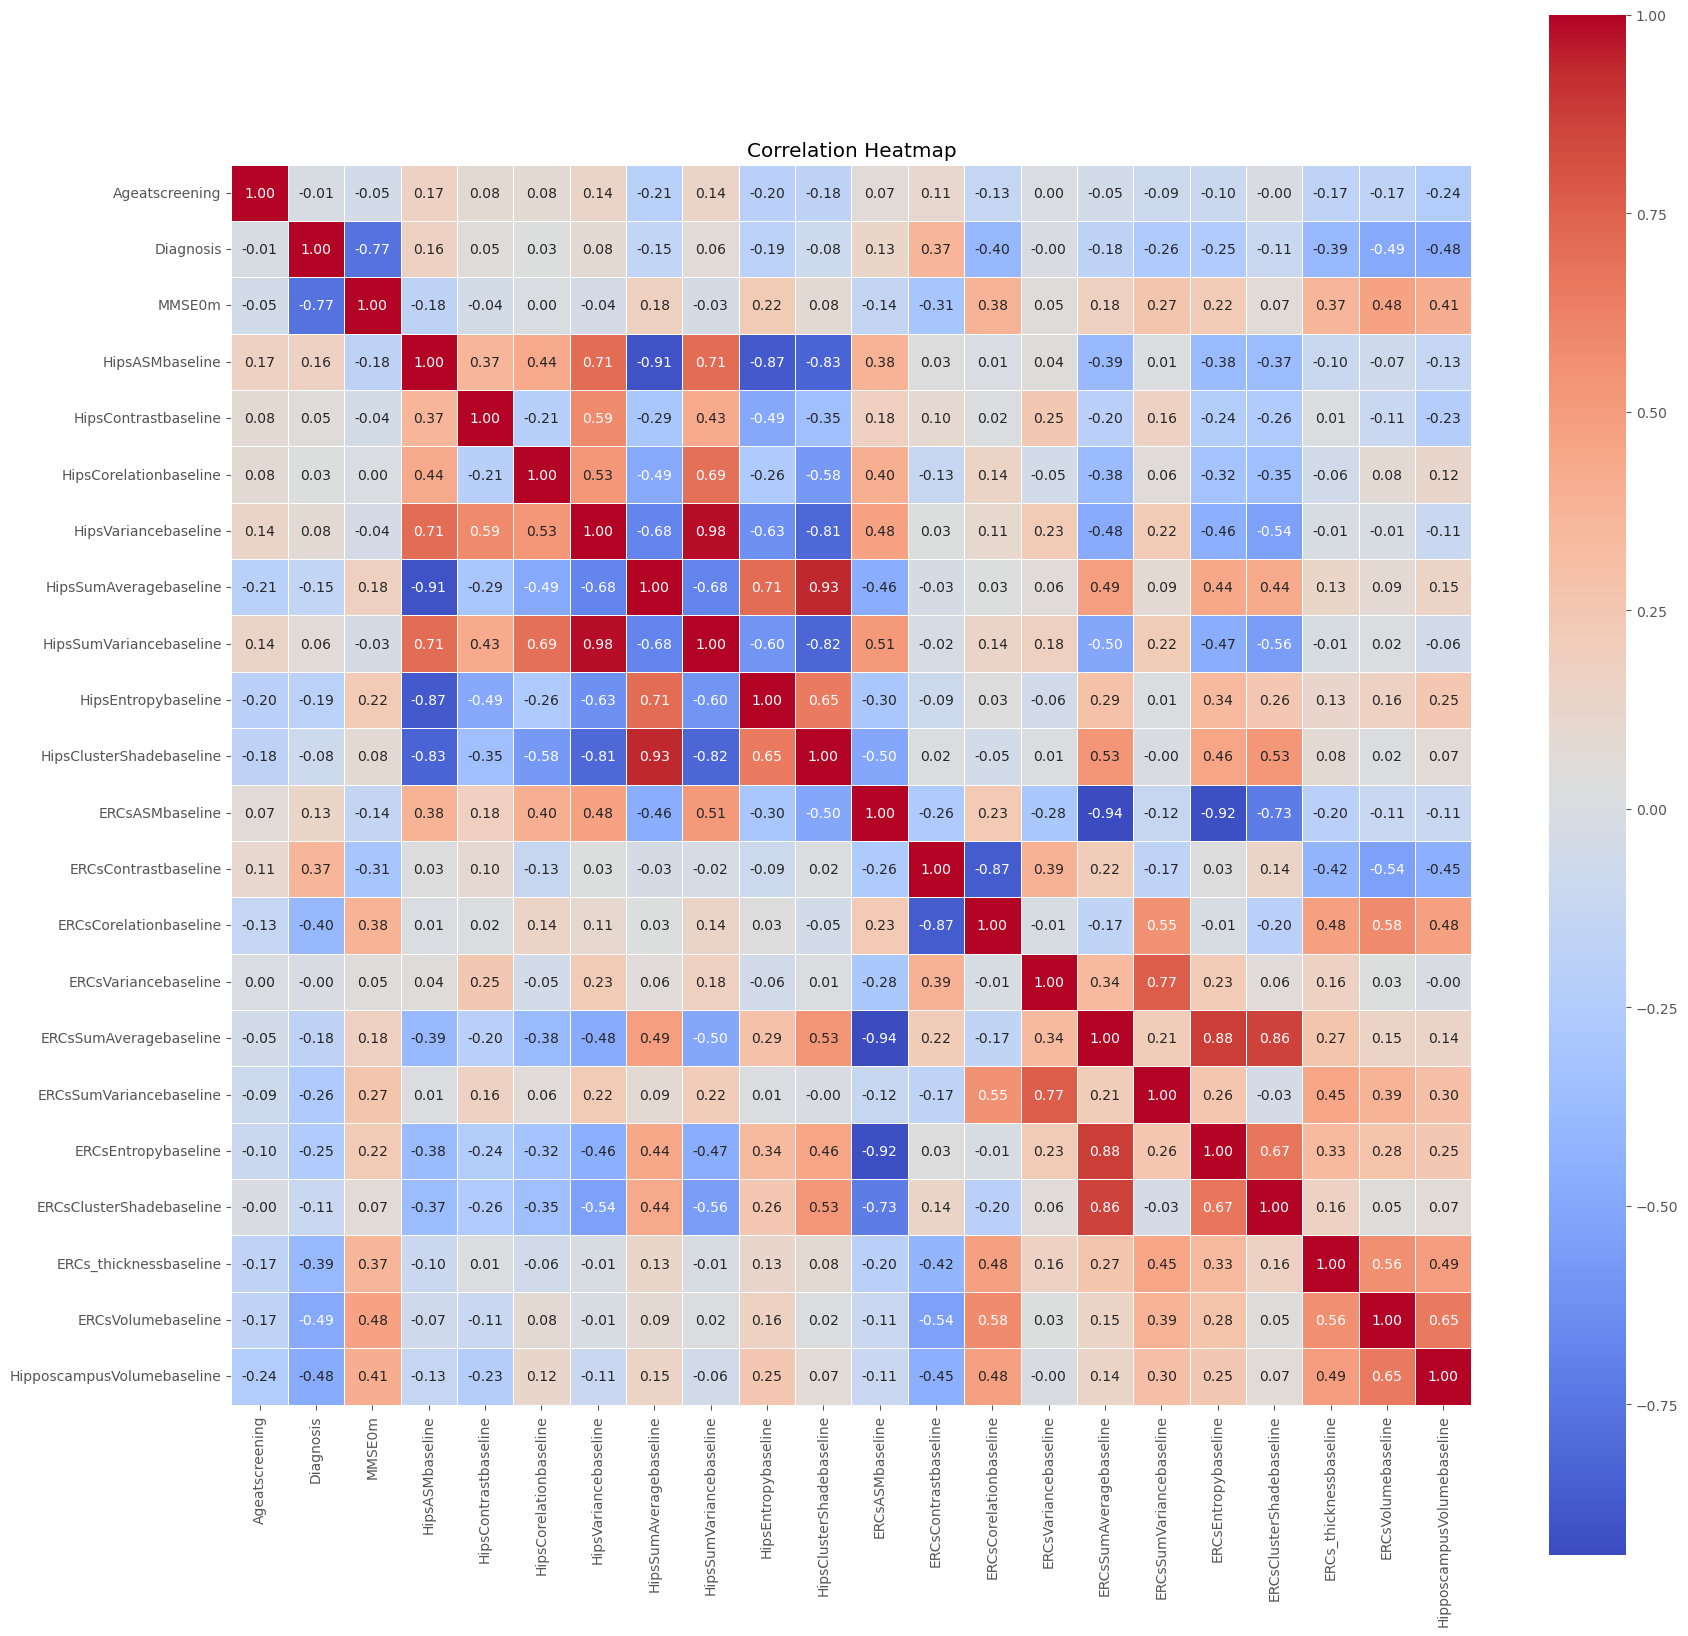 Correlation Heatmap
Ageatscreening 1.00 -0.01 -0.05 0.17 0.08 0.08 0.14 -0.21 0.14 -0.20 -0.18 0.07 0.11 -0.13 0.00 -0.05 -0.09 -0.10 -0.00 -0.17 -0.17 -0.24
Diagnosis -0.01 1.00 -0.77 0.16 0.05 0.03 0.08 -0.15 0.06 -0.19 -0.08 0.13 0.37 -0.40 -0.00 -0.18 -0.26 -0.25 -0.11 -0.39 -0.49 -0.48
MMSE0m -0.05 -0.77 1.00 -0.18 -0.04 0.00 -0.04 0.18 -0.03 0.22 0.08 -0.14 -0.31 0.38 0.05 0.18 0.27 0.22 0.07 0.37 0.48 0.41
HipsASMbaseline 0.17 0.16 -0.18 1.00 0.37 0.44 0.71 -0.91 0.71 -0.87 -0.83 0.38 0.03 0.01 0.04 -0.39 0.01 -0.38 -0.37 -0.10 -0.07 -0.13
HipsContrastbaseline 0.08 0.05 -0.04 0.37 1.00 -0.21 0.59 -0.29 0.43 -0.49 -0.35 0.18 0.10 0.02 0.25 -0.20 0.16 -0.24 -0.26 0.01 -0.11 -0.23
HipsCorelationbaseline 0.08 0.03 0.00 0.44 -0.21 1.00 0.53 -0.49 0.69 -0.26 -0.58 0.40 -0.13 0.14 -0.05 -0.38 0.06 -0.32 -0.35 -0.06 0.08 0.12
HipsVariancebaseline 0.14 0.08 -0.04 0.71 0.59 0.53 1.00 -0.68 0.98 -0.63 -0.81 0.48 0.03 0.11 0.23 -0.48 0.22 -0.46 -0.54 -0.01 -0.01 -0.11
HipsSumAveragebaseline -0.21 -0.15 0.18 -0.91 -0.29 -0.49 -0.68 1.00 -0.68 0.71 0.93 -0.46 -0.03 0.03 0.06 0.49 0.09 0.44 0.44 0.13 0.09 0.15
HipsSumVariancebaseline 0.14 0.06 -0.03 0.71 0.43 0.69 0.98 -0.68 1.00 -0.60 -0.82 0.51 -0.02 0.14 0.18 -0.50 0.22 -0.47 -0.56 -0.01 0.02 -0.06
HipsEntropybaseline -0.20 -0.19 0.22 -0.87 -0.49 -0.26 -0.63 0.71 -0.60 1.00 0.65 -0.30 -0.09 0.03 -0.06 0.29 0.01 0.34 0.26 0.13 0.16 0.25
HipsClusterShadebaseline -0.18 -0.08 0.08 -0.83 -0.35 -0.58 -0.81 0.93 -0.82 0.65 1.00 -0.50 0.02 -0.05 0.01 0.53 -0.00 0.46 0.53 0.08 0.02 0.07
ERCsASMbaseline 0.07 0.13 -0.14 0.38 0.18 0.40 0.48 -0.46 0.51 -0.30 -0.50 1.00 -0.26 0.23 -0.28 -0.94 -0.12 -0.92 -0.73 -0.20 -0.11 -0.11
ERCsContrastbaseline 0.11 0.37 -0.31 0.03 0.10 -0.13 0.03 -0.03 -0.02 -0.09 0.02 -0.26 1.00 -0.87 0.39 0.22 -0.17 0.03 0.14 -0.42 -0.54 -0.45
ERCsCorelationbaseline -0.13 -0.40 0.38 0.01 0.02 0.14 0.11 0.03 0.14 0.03 -0.05 0.23 -0.87 1.00 -0.01 -0.17 0.55 -0.01 -0.20 0.48 0.58 0.48
ERCsVariancebaseline 0.00 -0.00 0.05 0.04 0.25 -0.05 0.23 0.06 0.18 -0.06 0.01 -0.28 0.39 -0.01 1.00 0.34 0.77 0.23 0.06 0.16 0.03 -0.00
ERCsSumAveragebaseline -0.05 -0.18 0.18 -0.39 -0.20 -0.38 -0.48 0.49 -0.50 0.29 0.53 -0.94 0.22 -0.17 0.34 1.00 0.21 0.88 0.86 0.27 0.15 0.14
ERCsSumVariancebaseline -0.09 -0.26 0.27 0.01 0.16 0.06 0.22 0.09 0.22 0.01 -0.00 -0.12 -0.17 0.55 0.77 0.21 1.00 0.26 -0.03 0.45 0.39 0.30
ERCsEntropybaseline -0.10 -0.25 0.22 -0.38 -0.24 -0.32 -0.46 0.44 -0.47 0.34 0.46 -0.92 0.03 -0.01 0.23 0.88 0.26 1.00 0.67 0.33 0.28 0.25
ERCsClusterShadebaseline -0.00 -0.11 0.07 -0.37 -0.26 -0.35 -0.54 0.44 -0.56 0.26 0.53 -0.73 0.14 -0.20 0.06 0.86 -0.03 0.67 1.00 0.16 0.05 0.07
ERCs_thicknessbaseline -0.17 -0.39 0.37 -0.10 0.01 -0.06 -0.01 0.13 -0.01 0.13 0.08 -0.20 -0.42 0.48 0.16 0.27 0.45 0.33 0.16 1.00 0.56 0.49
ERCsVolumebaseline -0.17 -0.49 0.48 -0.07 -0.11 0.08 -0.01 0.09 0.02 0.16 0.02 -0.11 -0.54 0.58 0.03 0.15 0.39 0.28 0.05 0.56 1.00 0.65
HipposcampusVolumebaseline -0.24 -0.48 0.41 -0.13 -0.23 0.12 -0.11 0.15 -0.06 0.25 0.07 -0.11 -0.45 0.48 -0.00 0.14 0.30 0.25 0.07 0.49 0.65 1.00
Ageatscreening
Diagnosis
MMSE0m
HipsASMbaseline
HipsContrastbaseline
HipsCorelationbaseline
HipsVariancebaseline
HipsSumAveragebaseline
HipsSumVariancebaseline
HipsEntropybaseline
HipsClusterShadebaseline
ERCsASMbaseline
ERCsContrastbaseline
ERCsCorelationbaseline
ERCsVariancebaseline
ERCsSumAveragebaseline
ERCsSumVariancebaseline
ERCsEntropybaseline
ERCsClusterShadebaseline
ERCs_thicknessbaseline
ERCsVolumebaseline
HipposcampusVolumebaseline
1.00
0.75
0.50
0.25
0.00
−0.25
−0.50
−0.75